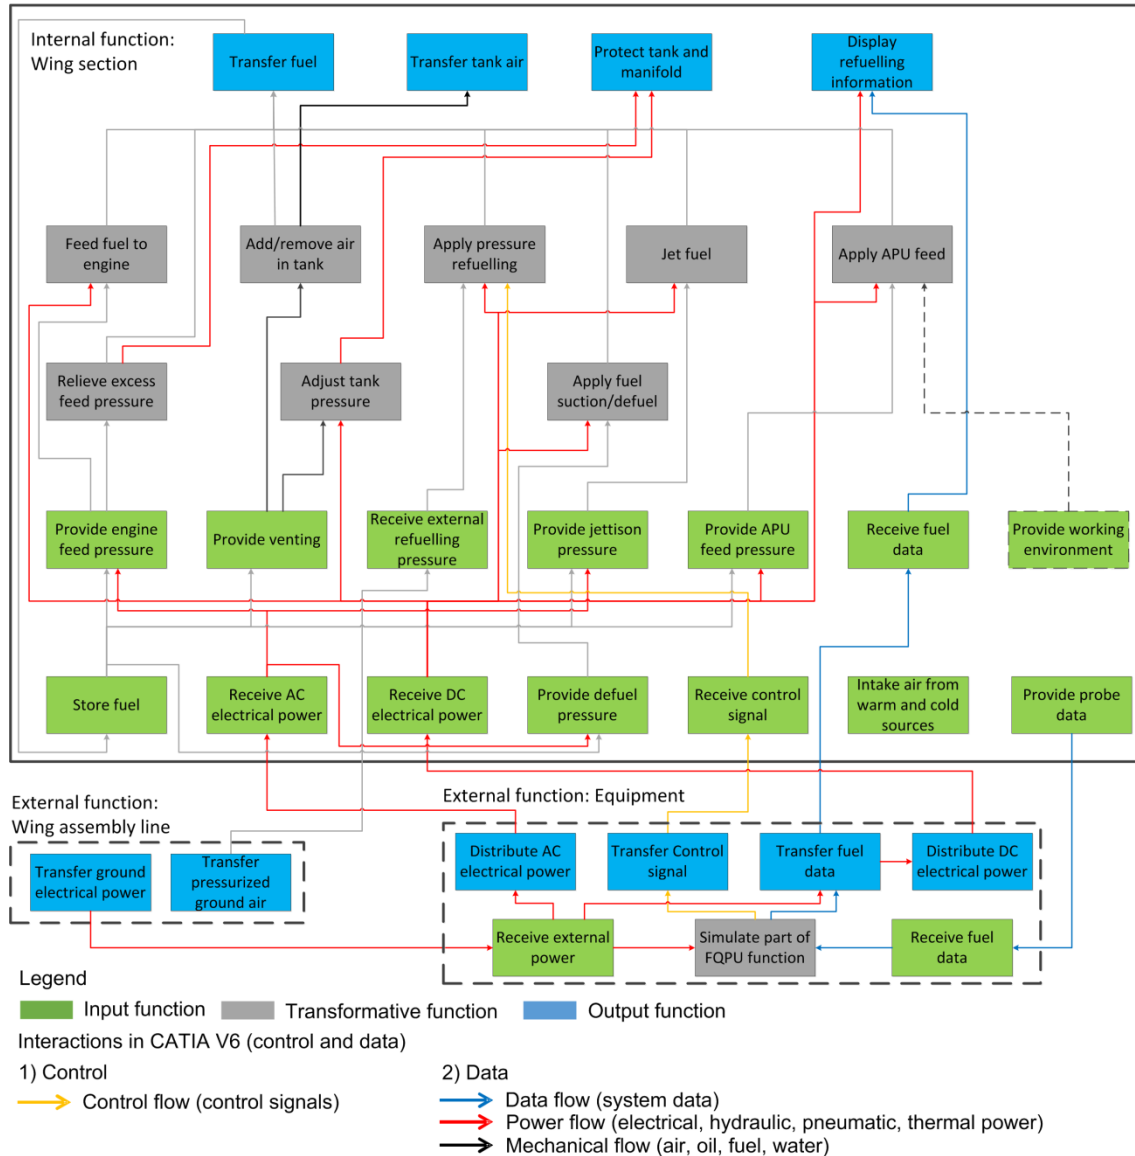 Internal function:
Wing section
Transfer fuel
Transfer tank air
Protect tank and
manifold
Display
refuelling
information
Feed fuel to
engine
Add/remove air
in tank
Apply pressure
refuelling
Jet fuel
Apply APU feed
Relieve excess
feed pressure
Adjust tank
pressure
Apply fuel
suction/defuel
Provide engine
feed pressure
Provide venting
Receive external
refuelling
pressure
Provide jettison
pressure
Provide APU
feed pressure
Receive fuel
data
Provide working
environment
Store fuel
Receive AC
electrical power
Receive DC
electrical power
Provide defuel
pressure
Receive control
signal
Intake air from
warm and cold
sources
Provide probe
data
External function:
Wing assembly line
Transfer ground
electrical power
Transfer
pressurized
ground air
External function: Equipment
Distribute AC
electrical power
Transfer Control
signal
Transfer fuel
data
Distribute DC
electrical power
Receive external
power
Simulate part of
FQPU function
Receive fuel
data
Legend
Input function
Transformative function
Output function
Interactions in CATIA V6 (control and data)
1) Control
Control flow (control signals)
2) Data
Data flow (system data)
Power flow (electrical, hydraulic, pneumatic, thermal power)
Mechanical flow (air, oil, fuel, water)